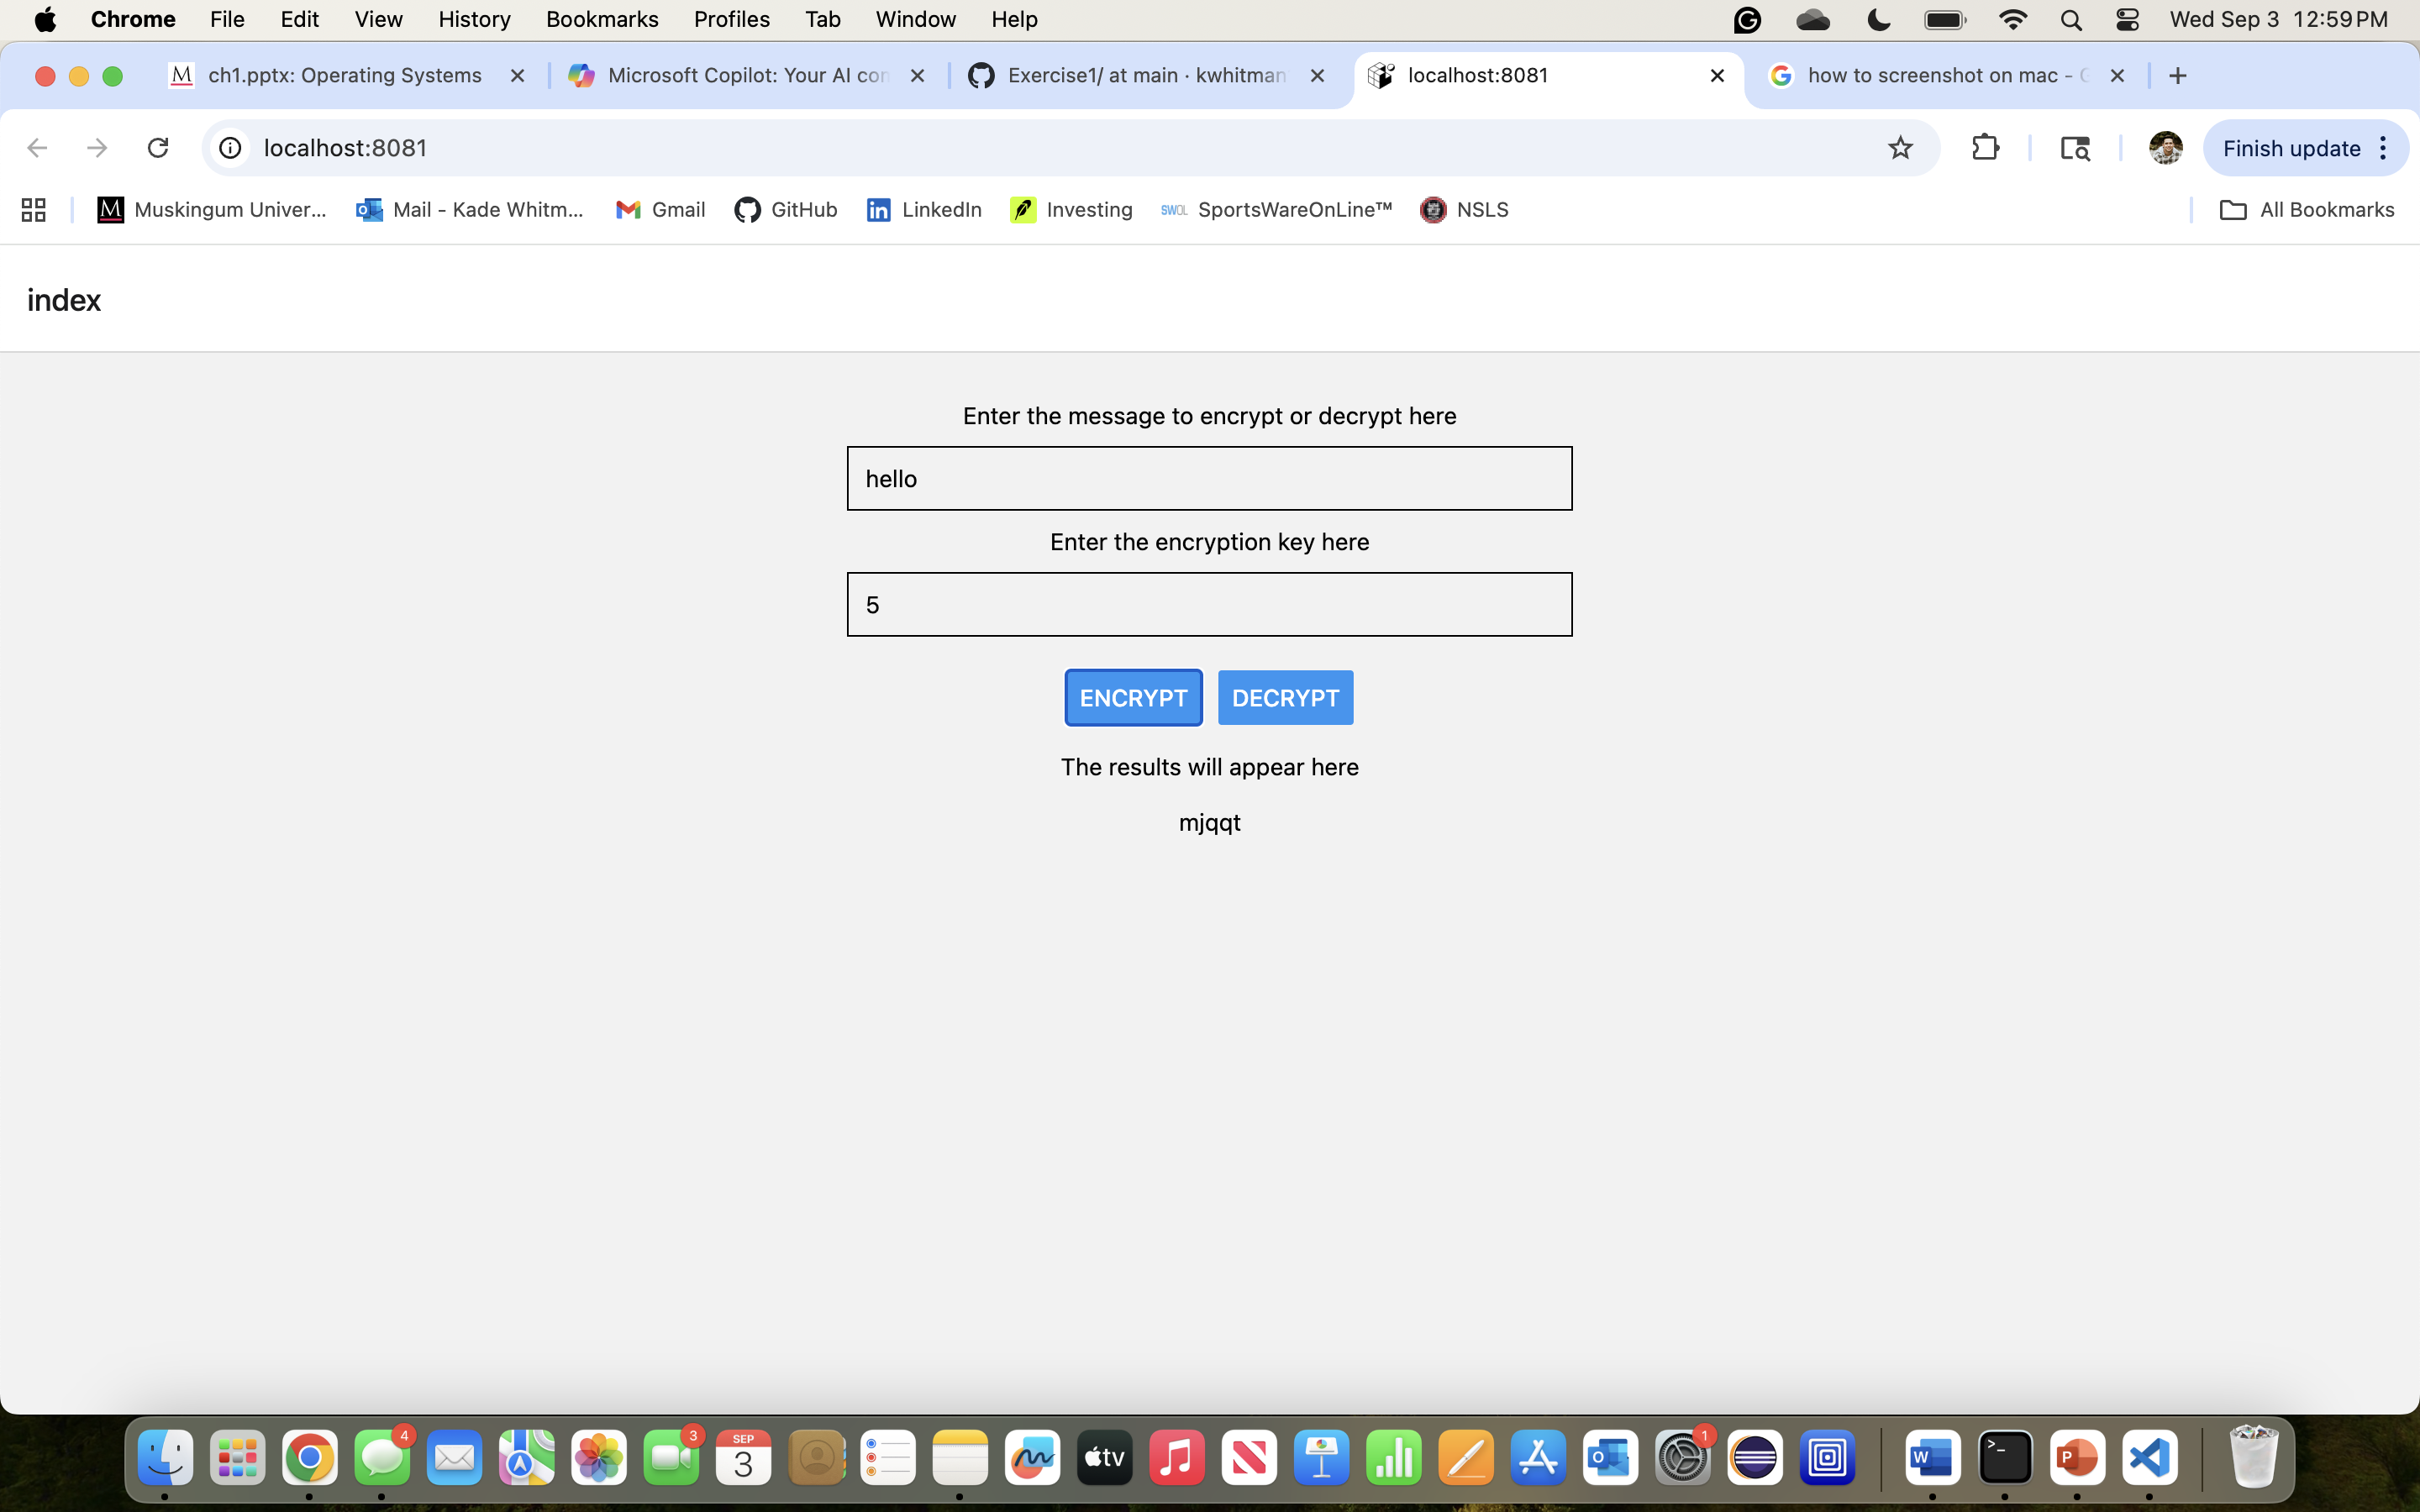 Chrome File Edit View History Bookmarks Profiles Tab Window Help Wed Sep 3 12:59 PM
ch1.pptx: Operating Systems Microsoft Copilot: Your AI con Exercise1/ at main · kwhitman localhost:8081 how to screenshot on mac - G
localhost:8081 Finish update
M Muskingum Univer... Mail - Kade Whitm... Gmail GitHub LinkedIn Investing SWOL SportsWareOnLine™ NSLS All Bookmarks
index
Enter the message to encrypt or decrypt here
hello
Enter the encryption key here
5
ENCRYPT DECRYPT
The results will appear here
mjqqt
4 3 SEP 3 tv 1